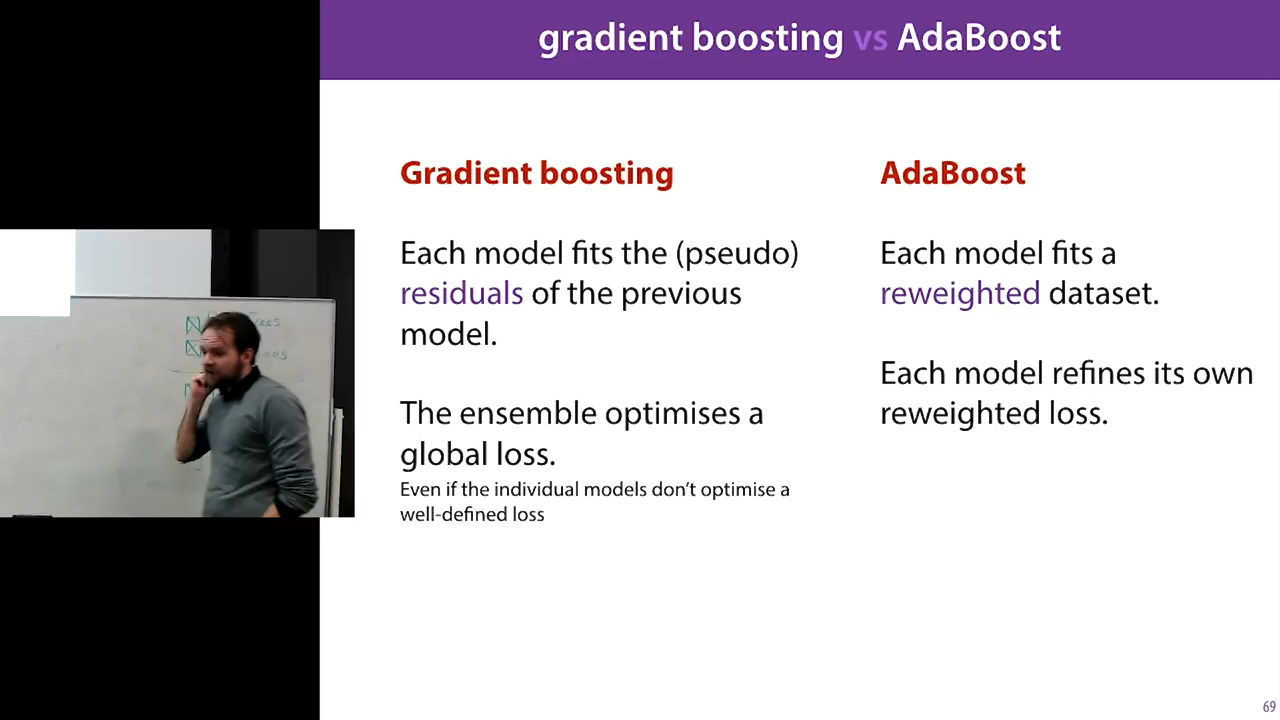 gradient boosting vs AdaBoost
Gradient boosting
Each model fits the (pseudo)
residuals of the previous
model.
The ensemble optimises a
global loss.
Even if the individual models don't optimise a
well-defined loss
AdaBoost
Each model fits a
reweighted dataset.
Each model refines its own
reweighted loss.
69